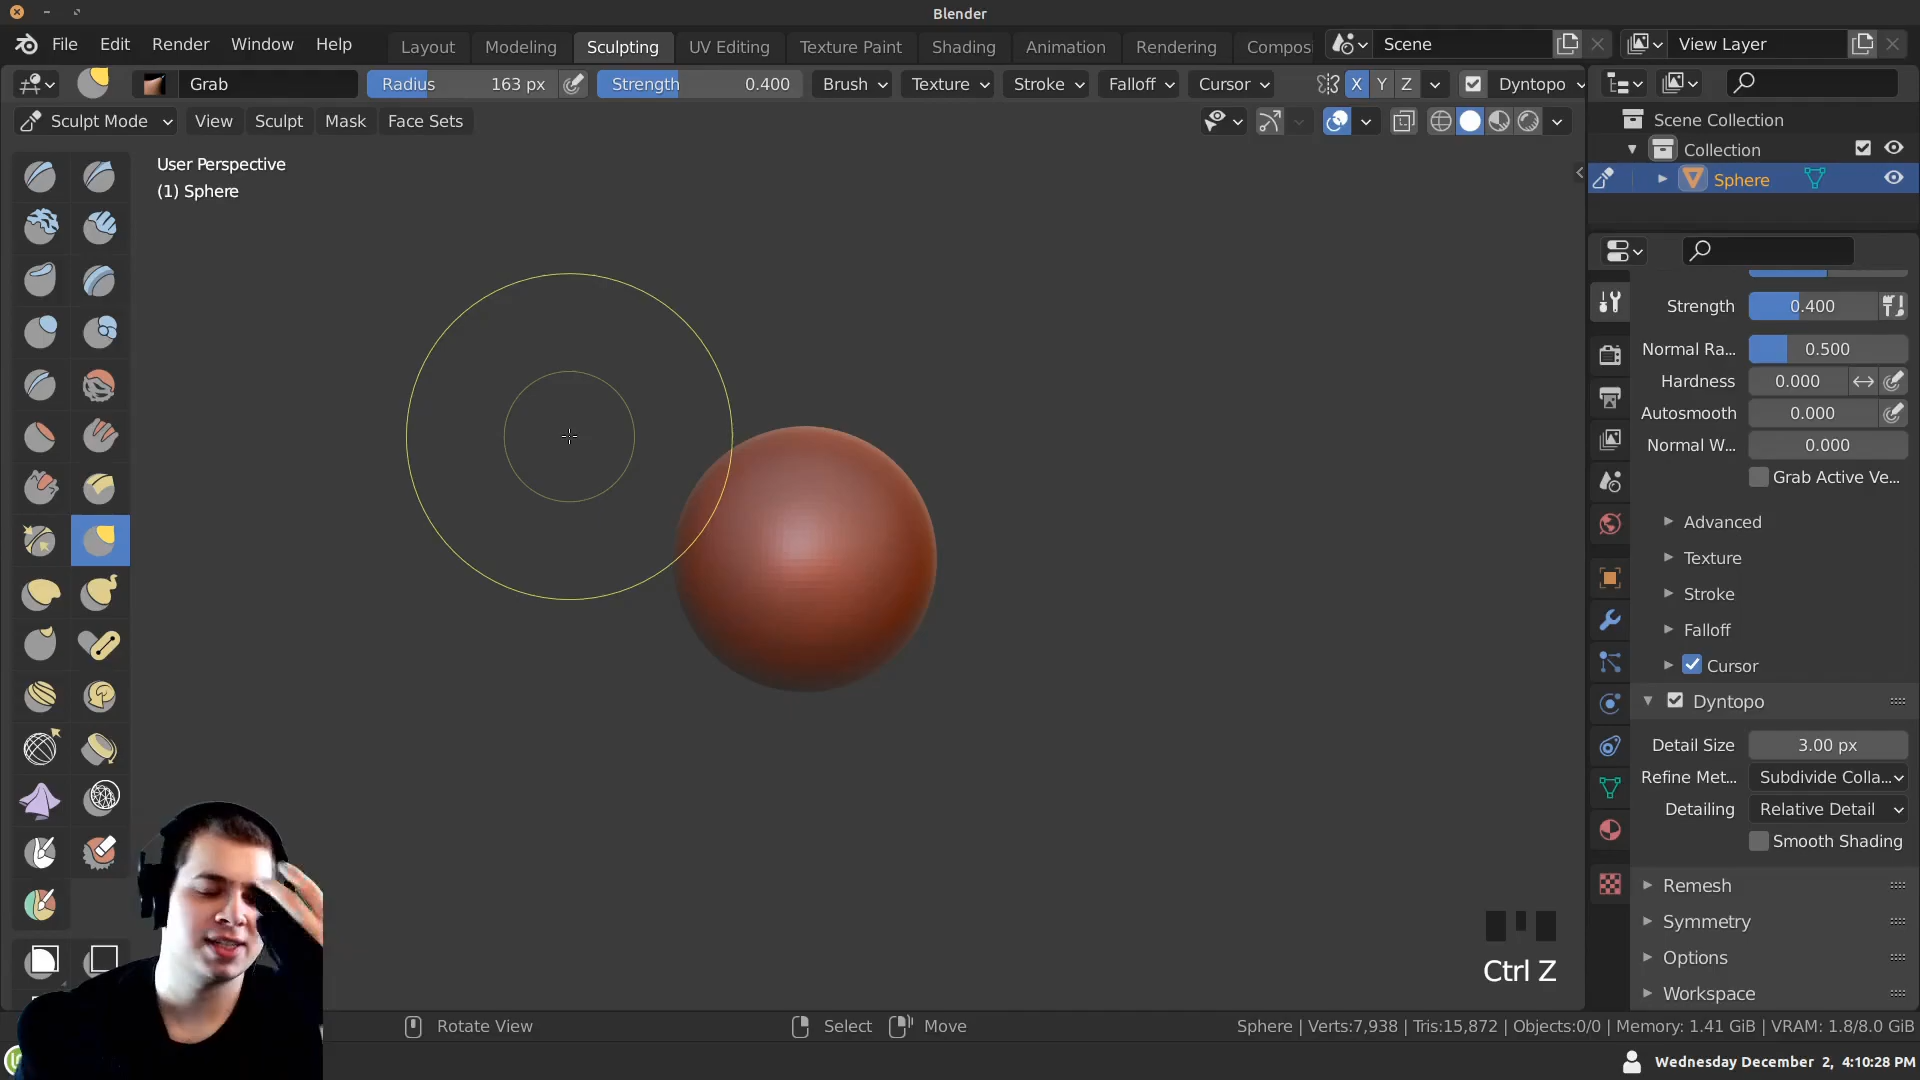 Blender
File Edit Render Window Help Layout Modeling Sculpting UV Editing Texture Paint Shading Animation Rendering Compos Scene View Layer
Grab Radius 163 px Strength 0.400 Brush Texture Stroke Falloff Cursor X Y Z Dyntopo
Sculpt Mode View Sculpt Mask Face Sets
Scene Collection
Collection
Sphere
User Perspective
(1) Sphere
Strength 0.400
Normal Ra... 0.500
Hardness 0.000
Autosmooth 0.000
Normal W... 0.000
Grab Active Ve...
Advanced
Texture
Stroke
Falloff
Cursor
Dyntopo
Detail Size 3.00 px
Refine Met... Subdivide Colla...
Detailing Relative Detail
Smooth Shading
Remesh
Symmetry
Options
Workspace
Ctrl Z
Rotate View Select Move Sphere | Verts:7,938 | Tris:15,872 | Objects:0/0 | Memory: 1.41 GiB | VRAM: 1.8/8.0 GiB
Wednesday December 2, 4:10:28 PM